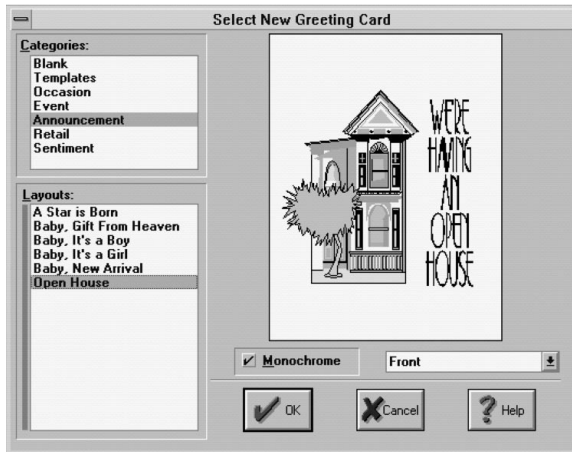 Select New Greeting Card
Categories:
Blank
Templates
Occasion
Event
Announcement
Retail
Sentiment
Layouts:
A Star is Born
Baby, Gift From Heaven
Baby, It's a Boy
Baby, It's a Girl
Baby, New Arrival
Open House
WE'RE
HAVING
AN
OPEN
HOUSE
Monochrome
Front
OK
Cancel
Help